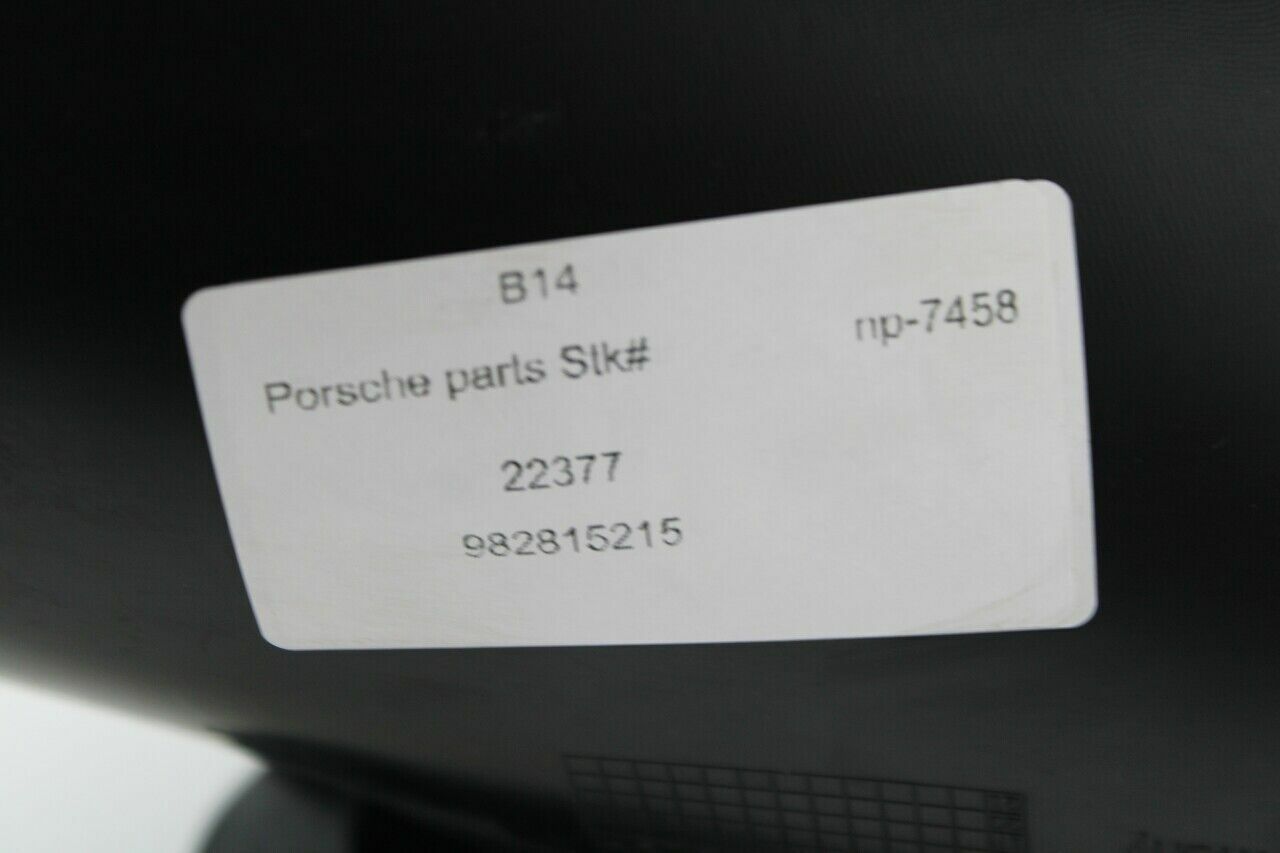 B14
np-7458
Porsche parts Stk#
22377
982815215